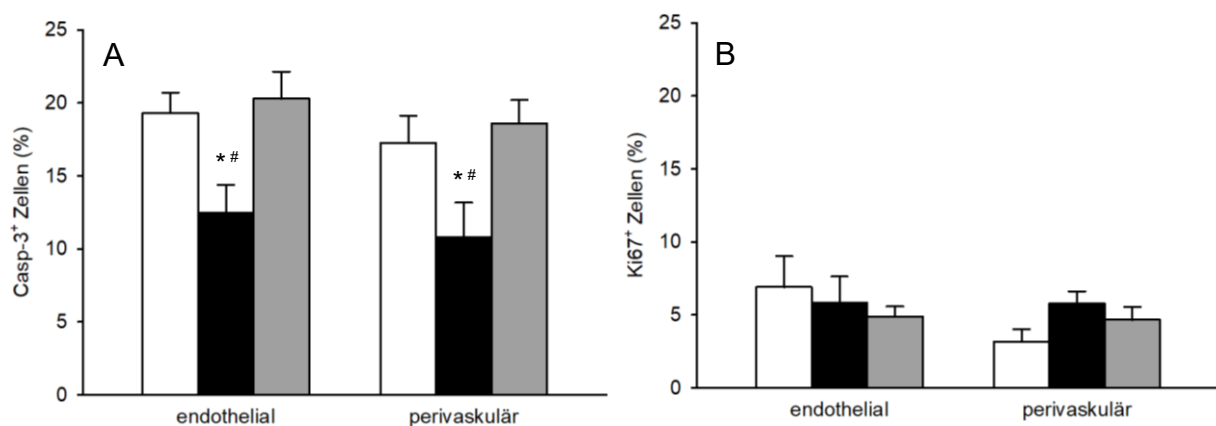 A
Casp-3⁺ Zellen (%)
25
20
15
10
5
0
*#
*#
endothelial
perivaskulär
B
Ki67⁺ Zellen (%)
25
20
15
10
5
0
endothelial
perivaskulär